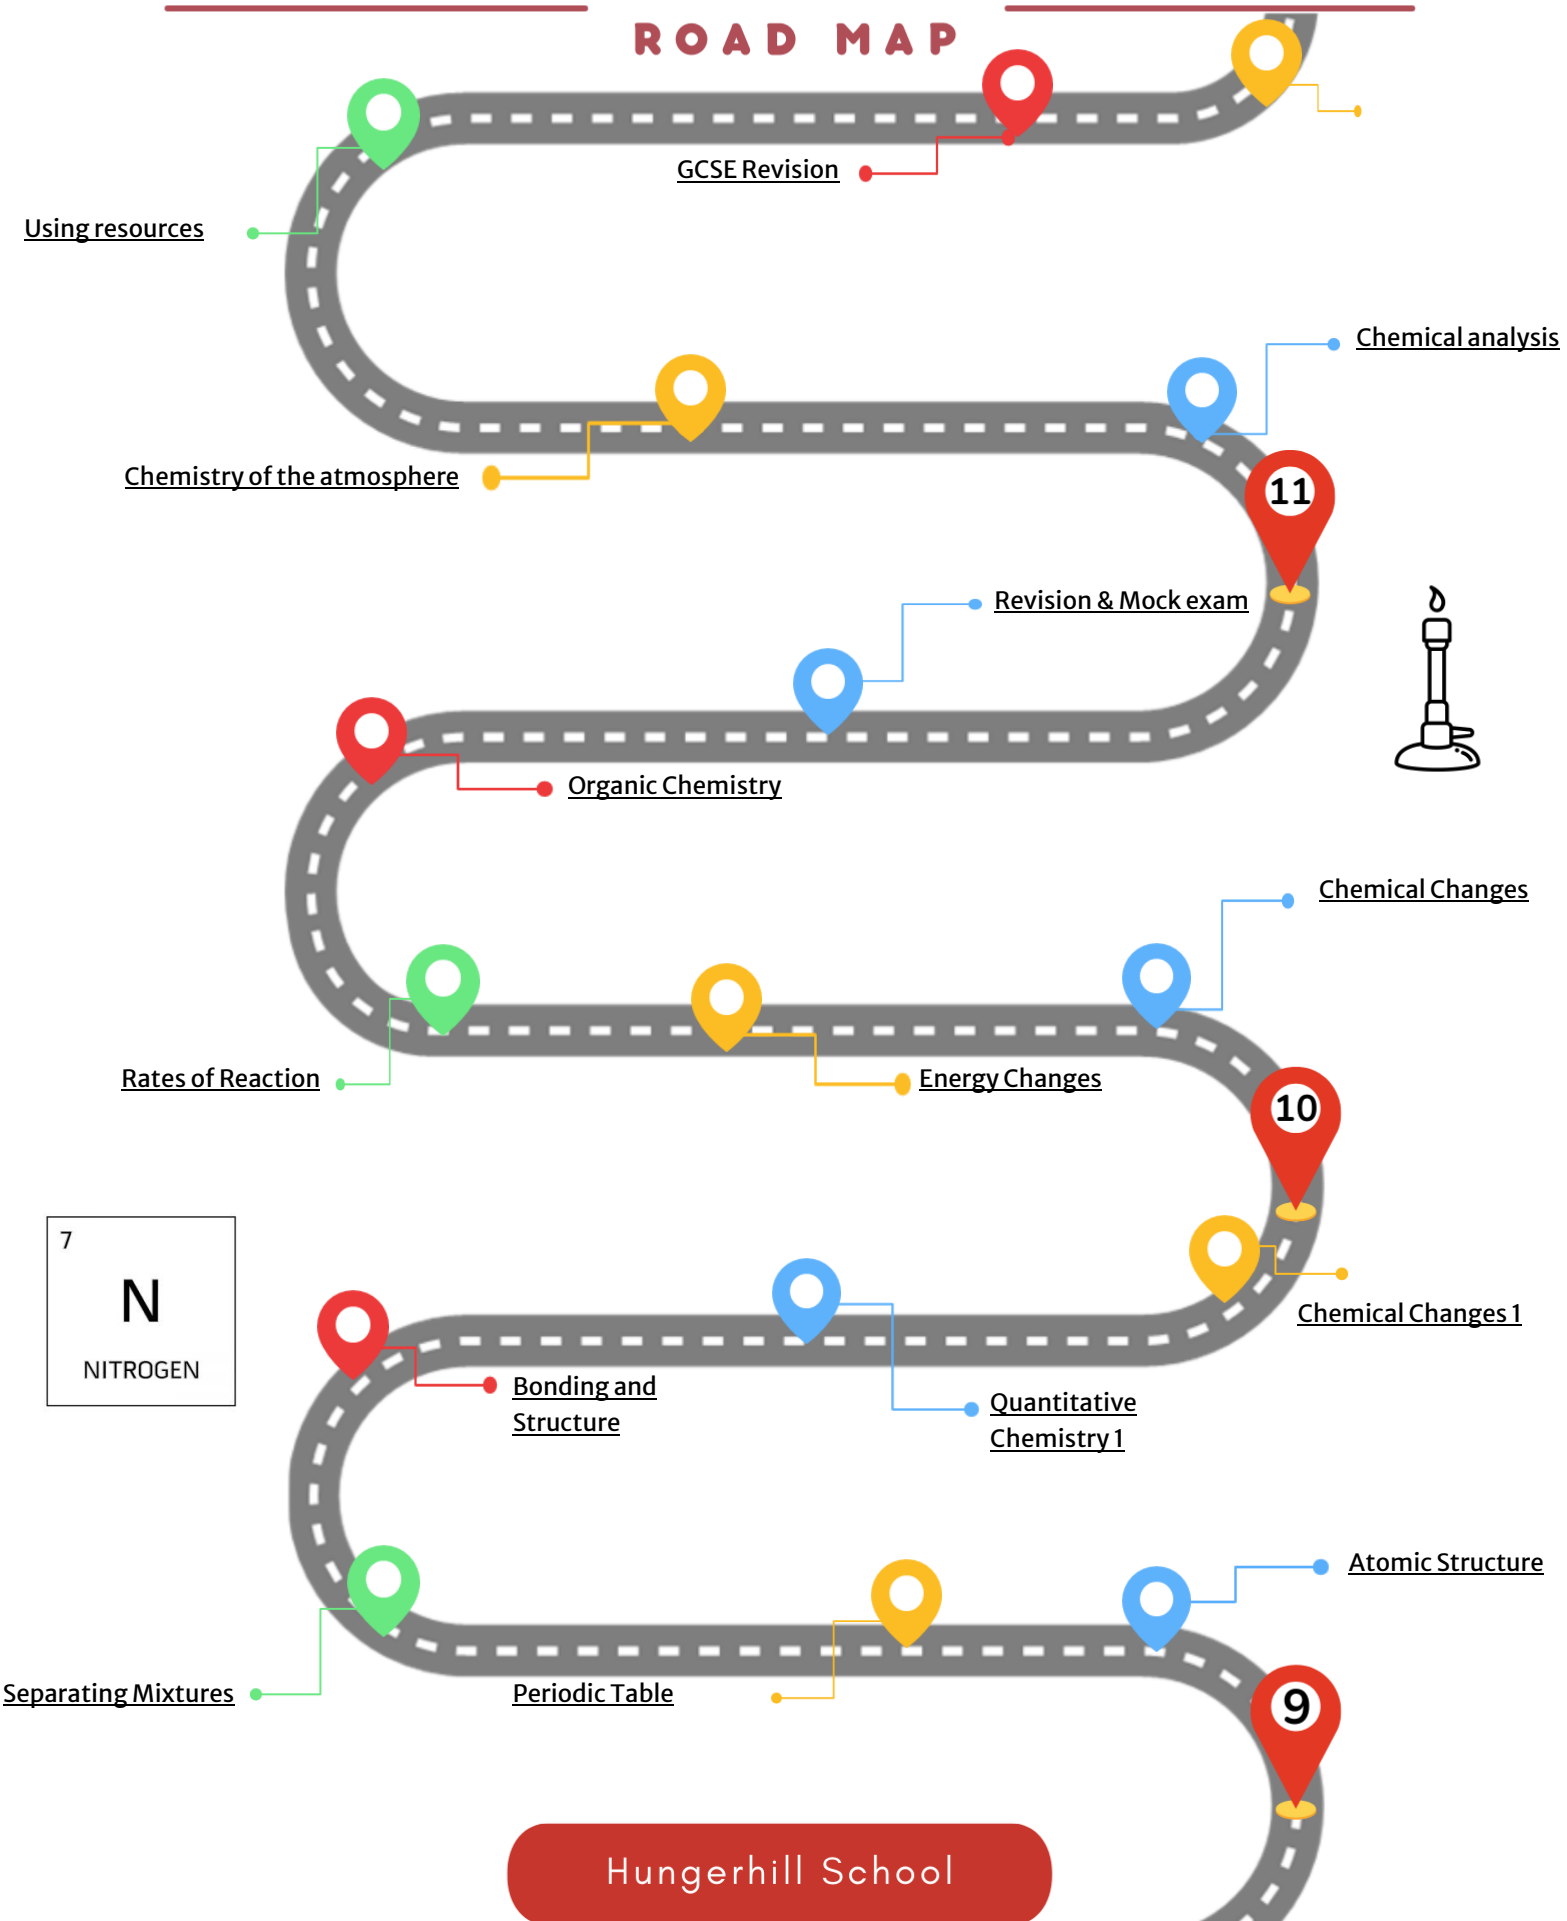 ROAD MAP
GCSE Revision
Using resources
Chemical analysis
Chemistry of the atmosphere
11
Revision & Mock exam
Organic Chemistry
Chemical Changes
Rates of Reaction
Energy Changes
10
7
N
NITROGEN
Chemical Changes 1
Bonding and
Structure
Quantitative
Chemistry 1
Atomic Structure
Separating Mixtures
Periodic Table
9
Hungerhill School